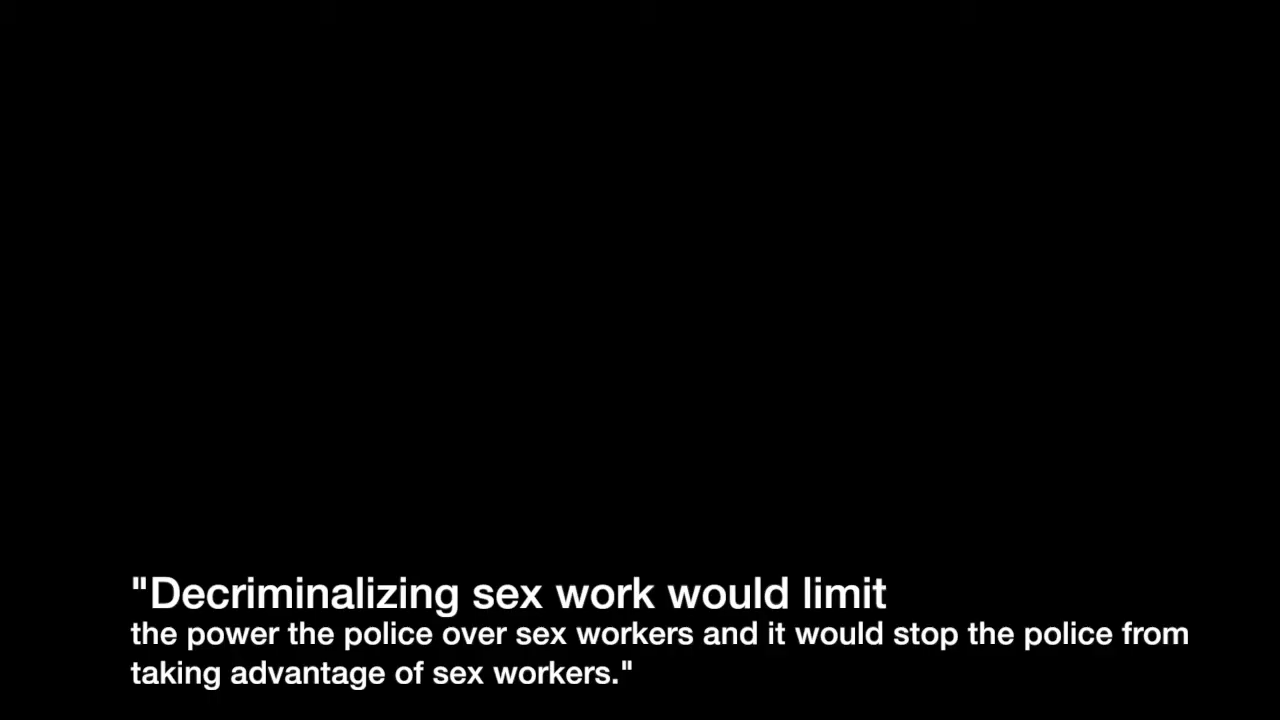 "Decriminalizing sex work would limit
the power the police over sex workers and it would stop the police from
taking advantage of sex workers."